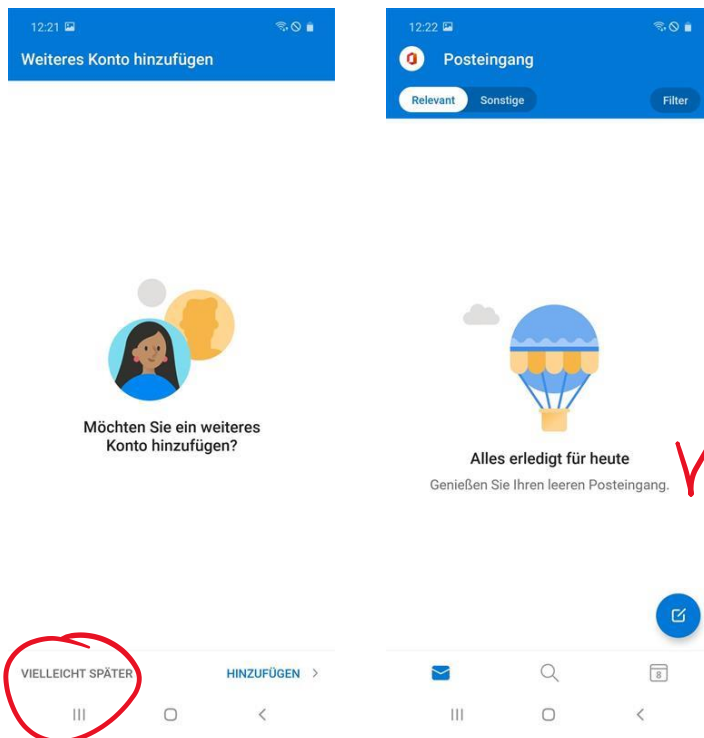 12:21
Weiteres Konto hinzufügen
Möchten Sie ein weiteres
Konto hinzufügen?
VIELLEICHT SPÄTER
HINZUFÜGEN
12:22
Posteingang
Relevant
Sonstige
Filter
Alles erledigt für heute
Genießen Sie Ihren leeren Posteingang.
8